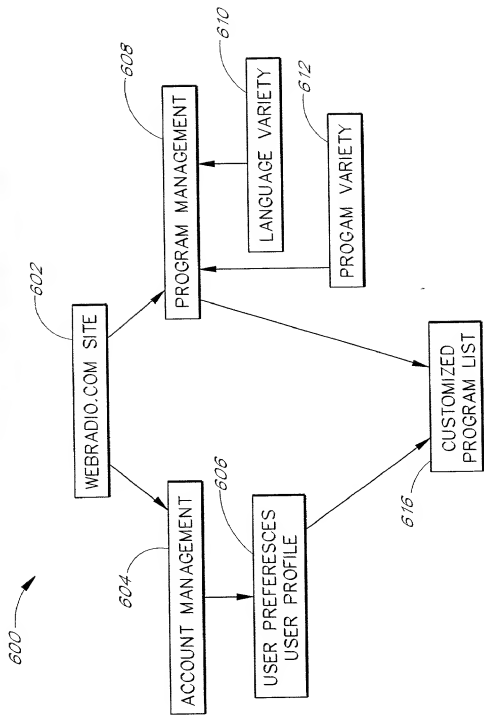 600
602
WEBRADIO.COM SITE
604
ACCOUNT MANAGEMENT
608
PROGRAM MANAGEMENT
606
USER PREFERESCES
USER PROFILE
610
LANGUAGE VARIETY
612
PROGAM VARIETY
616
CUSTOMIZED
PROGRAM LIST